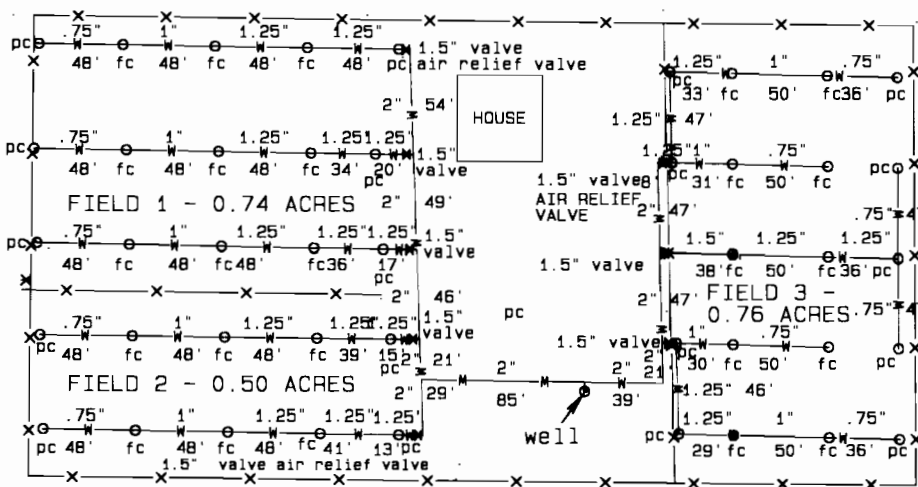 .75" 1" 1.25" 1.25"
pc 1.5" valve
48' fc 48' fc 48' 48' pc air relief valve
1.25" 1" .75"
pc
33' fc 50' fc 36' pc
2" 54'
HOUSE
1.25" 47'
.75" 1" 1.25" 1.25" 1.25'
pc 1.5"
48' fc 48' fc 48' fc 34' 20' valve
pc
1.25" 1" .75"
1.5" valve 8' pc 31' fc 50' fc pc
AIR RELIEF
VALVE
FIELD 1 - 0.74 ACRES 2" 49'
2" 47'
.75"
.75" 1" 1.25" 1.25" 1.25'
pc 1.5"
48' fc 48' fc 48' fc 36' 17' valve
pc
1.5" 1.25" 1.25"
1.5" valve 38' fc 50' fc 36' pc
2" 46'
pc
2" 47'
FIELD 3 -
0.76 ACRES
.75"
.75" 1" 1.25" 1.25" 1.25'
1.5"
valve
pc 48' fc 48' fc 48' fc 39' 15'
pc
1" .75"
1.5" valve pc
30' fc 50' fc pc
2" 21'
2" 21'
FIELD 2 - 0.50 ACRES
2" 29' 2" 85' 2" 39'
1.25" 46'
well
.75" 1" 1.25" 1.25" 1.25'
pc 48' fc 48' fc 48' fc 41' 13' pc
1.25" 1" .75"
pc 29' fc 50' fc 36' pc
1.5" valve air relief valve